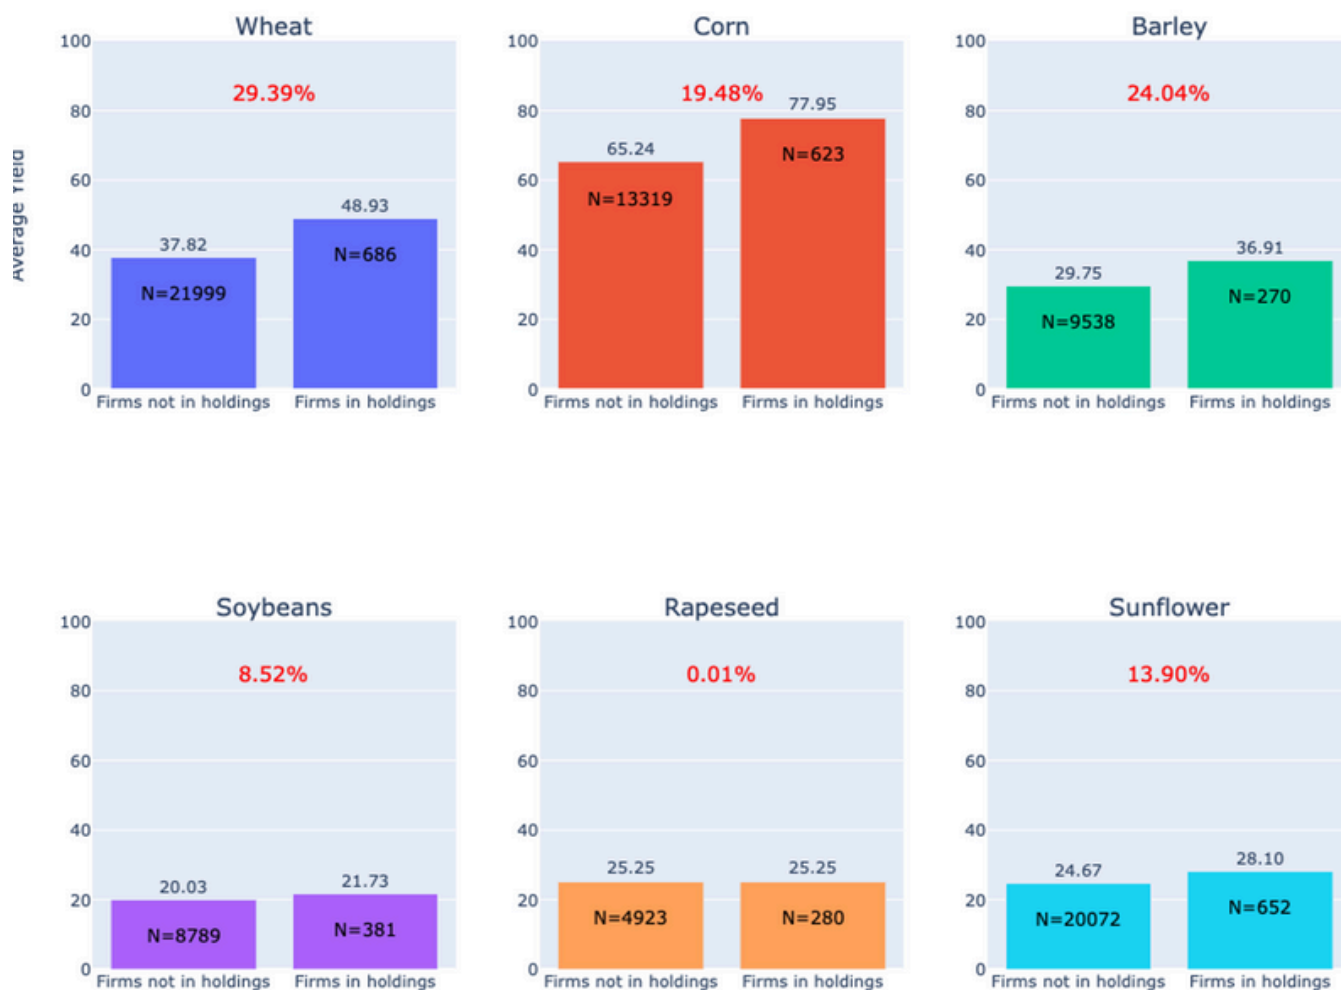 Wheat
Corn
Barley
Average Yield
100
80
60
40
20
0
29.39%
37.82
48.93
N=21999
N=686
Firms not in holdings
Firms in holdings
100
80
60
40
20
0
19.48%
65.24
77.95
N=13319
N=623
Firms not in holdings
Firms in holdings
100
80
60
40
20
0
24.04%
29.75
36.91
N=9538
N=270
Firms not in holdings
Firms in holdings
Soybeans
Rapeseed
Sunflower
100
80
60
40
20
0
8.52%
20.03
21.73
N=8789
N=381
Firms not in holdings
Firms in holdings
100
80
60
40
20
0
0.01%
25.25
25.25
N=4923
N=280
Firms not in holdings
Firms in holdings
100
80
60
40
20
0
13.90%
24.67
28.10
N=20072
N=652
Firms not in holdings
Firms in holdings